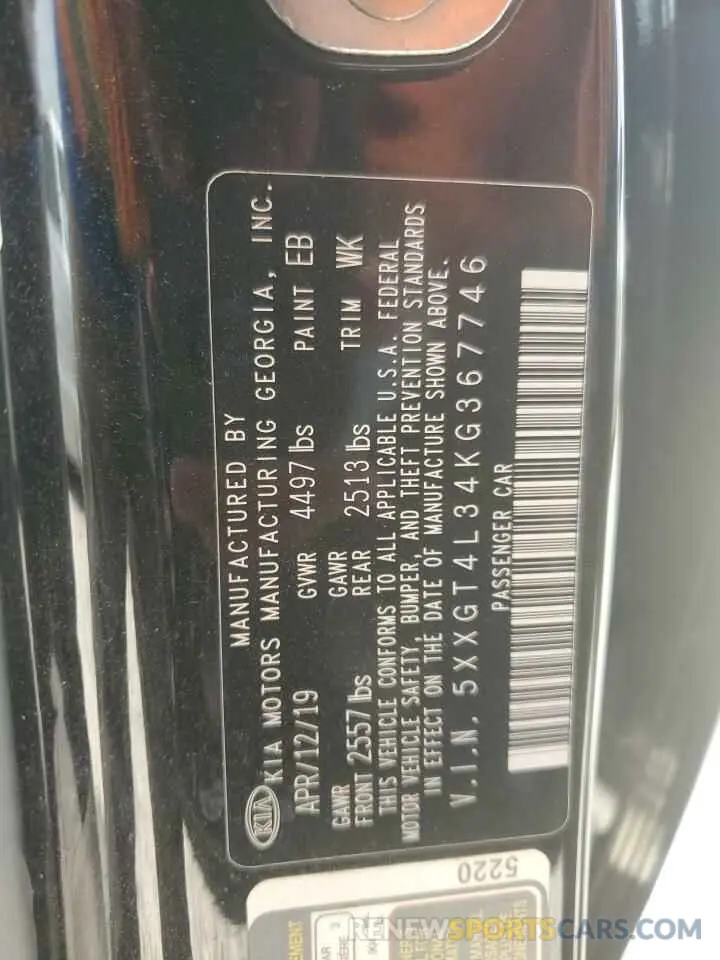 KIA
MANUFACTURED BY
KIA MOTORS MANUFACTURING GEORGIA, INC.
APR/12/19 GVWR 4497 lbs PAINT EB
GAWR GAWR
FRONT 2557 lbs REAR 2513 lbs TRIM WK
THIS VEHICLE CONFORMS TO ALL APPLICABLE U.S.A. FEDERAL
MOTOR VEHICLE SAFETY, BUMPER, AND THEFT PREVENTION STANDARDS
IN EFFECT ON THE DATE OF MANUFACTURE SHOWN ABOVE.
V.I.N. 5XXGT4L34KG367746
PASSENGER CAR
5220
RENEWSPORTSCARS.COM